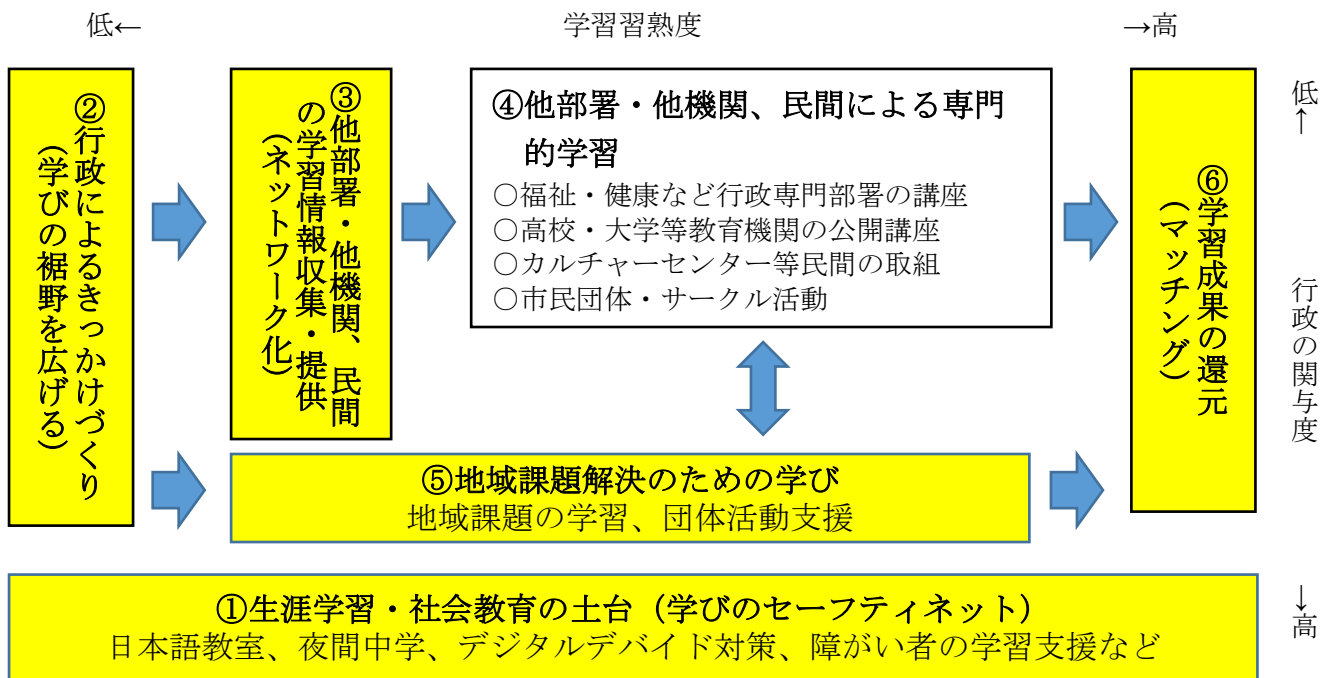 低←
学習習熟度
→高
②行政によるきっかけづくり
（学びの裾野を広げる）
③他部署・他機関、民間
の学習情報収集・提供
（ネットワーク化）
④他部署・他機関、民間による専門
的学習
○福祉・健康など行政専門部署の講座
○高校・大学等教育機関の公開講座
○カルチャーセンター等民間の取組
○市民団体・サークル活動
⑥学習成果の還元
（マッチング）
低←
行政の関与度
→高
⑤地域課題解決のための学び
地域課題の学習、団体活動支援
①生涯学習・社会教育の土台（学びのセーフティネット）
日本語教室、夜間中学、デジタルデバイド対策、障がい者の学習支援など